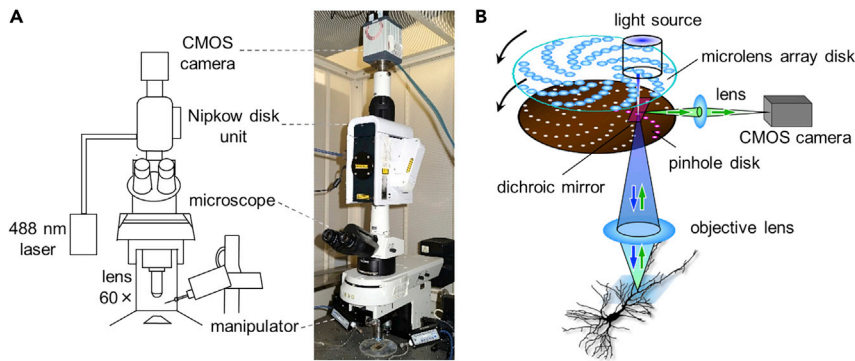 A
CMOS
camera
Nipkow disk
unit
microscope
488 nm
laser
lens
60 ×
manipulator
B
light source
microlens array disk
lens
CMOS camera
pinhole disk
dichroic mirror
objective lens